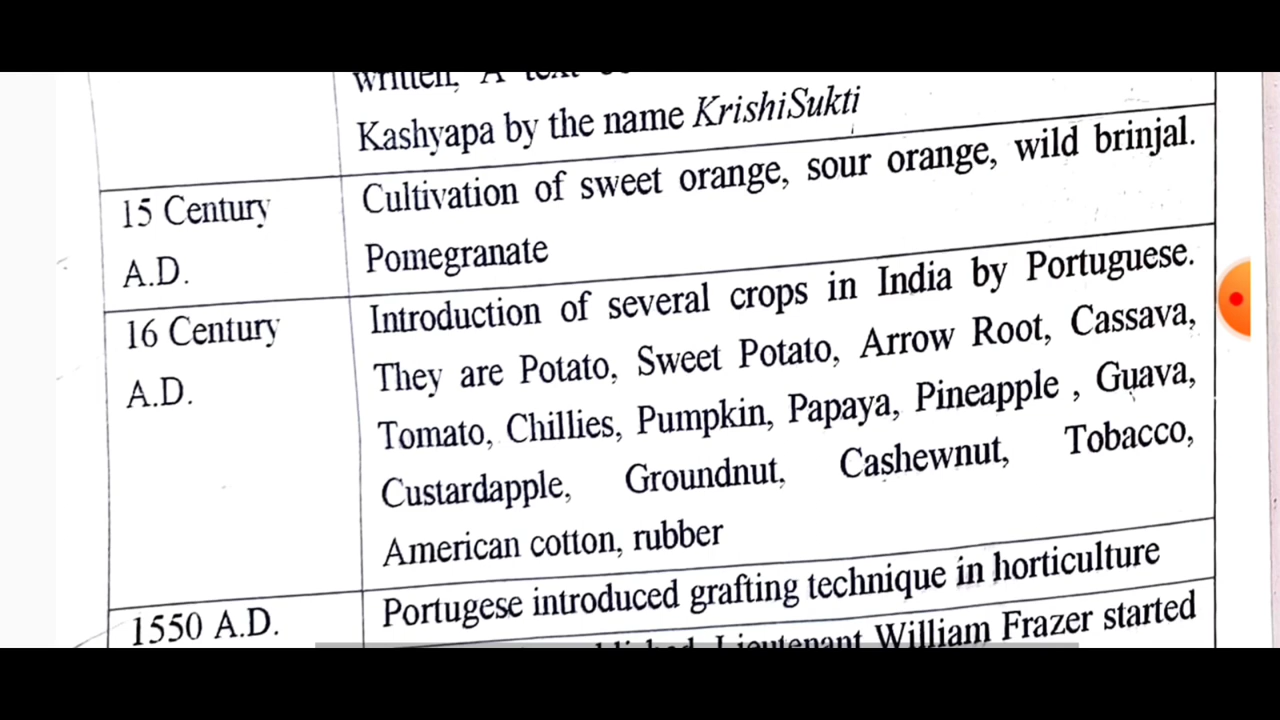 written, A text
Kashyapa by the name KrishiSukti
15 Century
A.D.
Cultivation of sweet orange, sour orange, wild brinjal.
Pomegranate
16 Century
A.D.
Introduction of several crops in India by Portuguese.
They are Potato, Sweet Potato, Arrow Root, Cassava,
Tomato, Chillies, Pumpkin, Papaya, Pineapple , Guava,
Custardapple, Groundnut, Cashewnut, Tobacco,
American cotton, rubber
1550 A.D.
Portugese introduced grafting technique in horticulture
Lieutenant William Frazer started